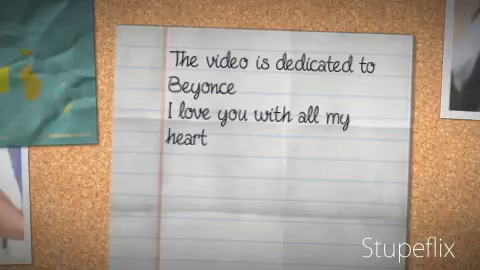 The video is dedicated to
Beyonce
I love you with all my
heart
Stupeflix